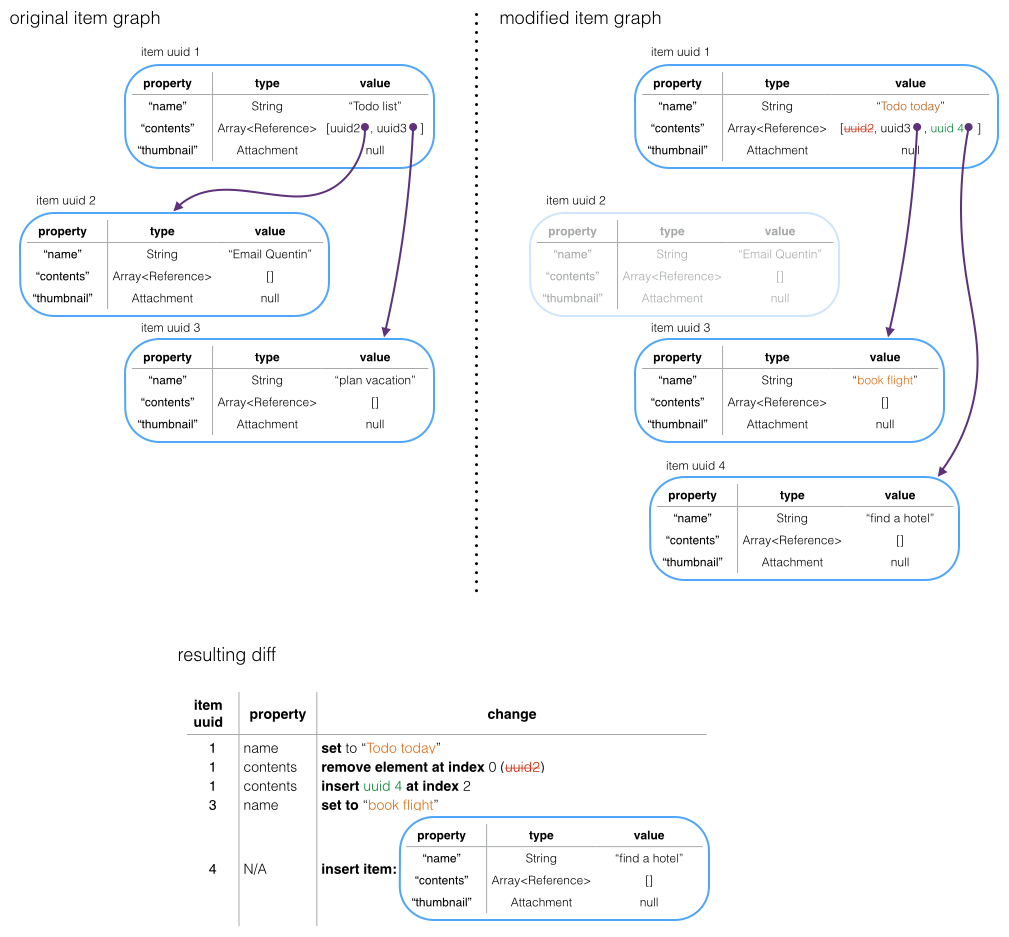 original item graph
item uuid 1
property type value
“name” String “Todo list”
“contents” Array<Reference> [uuid2 , uuid3 ]
“thumbnail” Attachment null
item uuid 2
property type value
“name” String “Email Quentin”
“contents” Array<Reference> []
“thumbnail” Attachment null
item uuid 3
property type value
“name” String “plan vacation”
“contents” Array<Reference> []
“thumbnail” Attachment null
modified item graph
item uuid 1
property type value
“name” String “Todo today”
“contents” Array<Reference> [uuid2, uuid3 , uuid 4 ]
“thumbnail” Attachment null
item uuid 2
property type value
“name” String “Email Quentin”
“contents” Array<Reference> []
“thumbnail” Attachment null
item uuid 3
property type value
“name” String “book flight”
“contents” Array<Reference> []
“thumbnail” Attachment null
item uuid 4
property type value
“name” String “find a hotel”
“contents” Array<Reference> []
“thumbnail” Attachment null
resulting diff
item uuid property change
1 name set to “Todo today”
1 contents remove element at index 0 (uuid2)
1 contents insert uuid 4 at index 2
3 name set to “book flight”
4 N/A insert item:
property type value
“name” String “find a hotel”
“contents” Array<Reference> []
“thumbnail” Attachment null